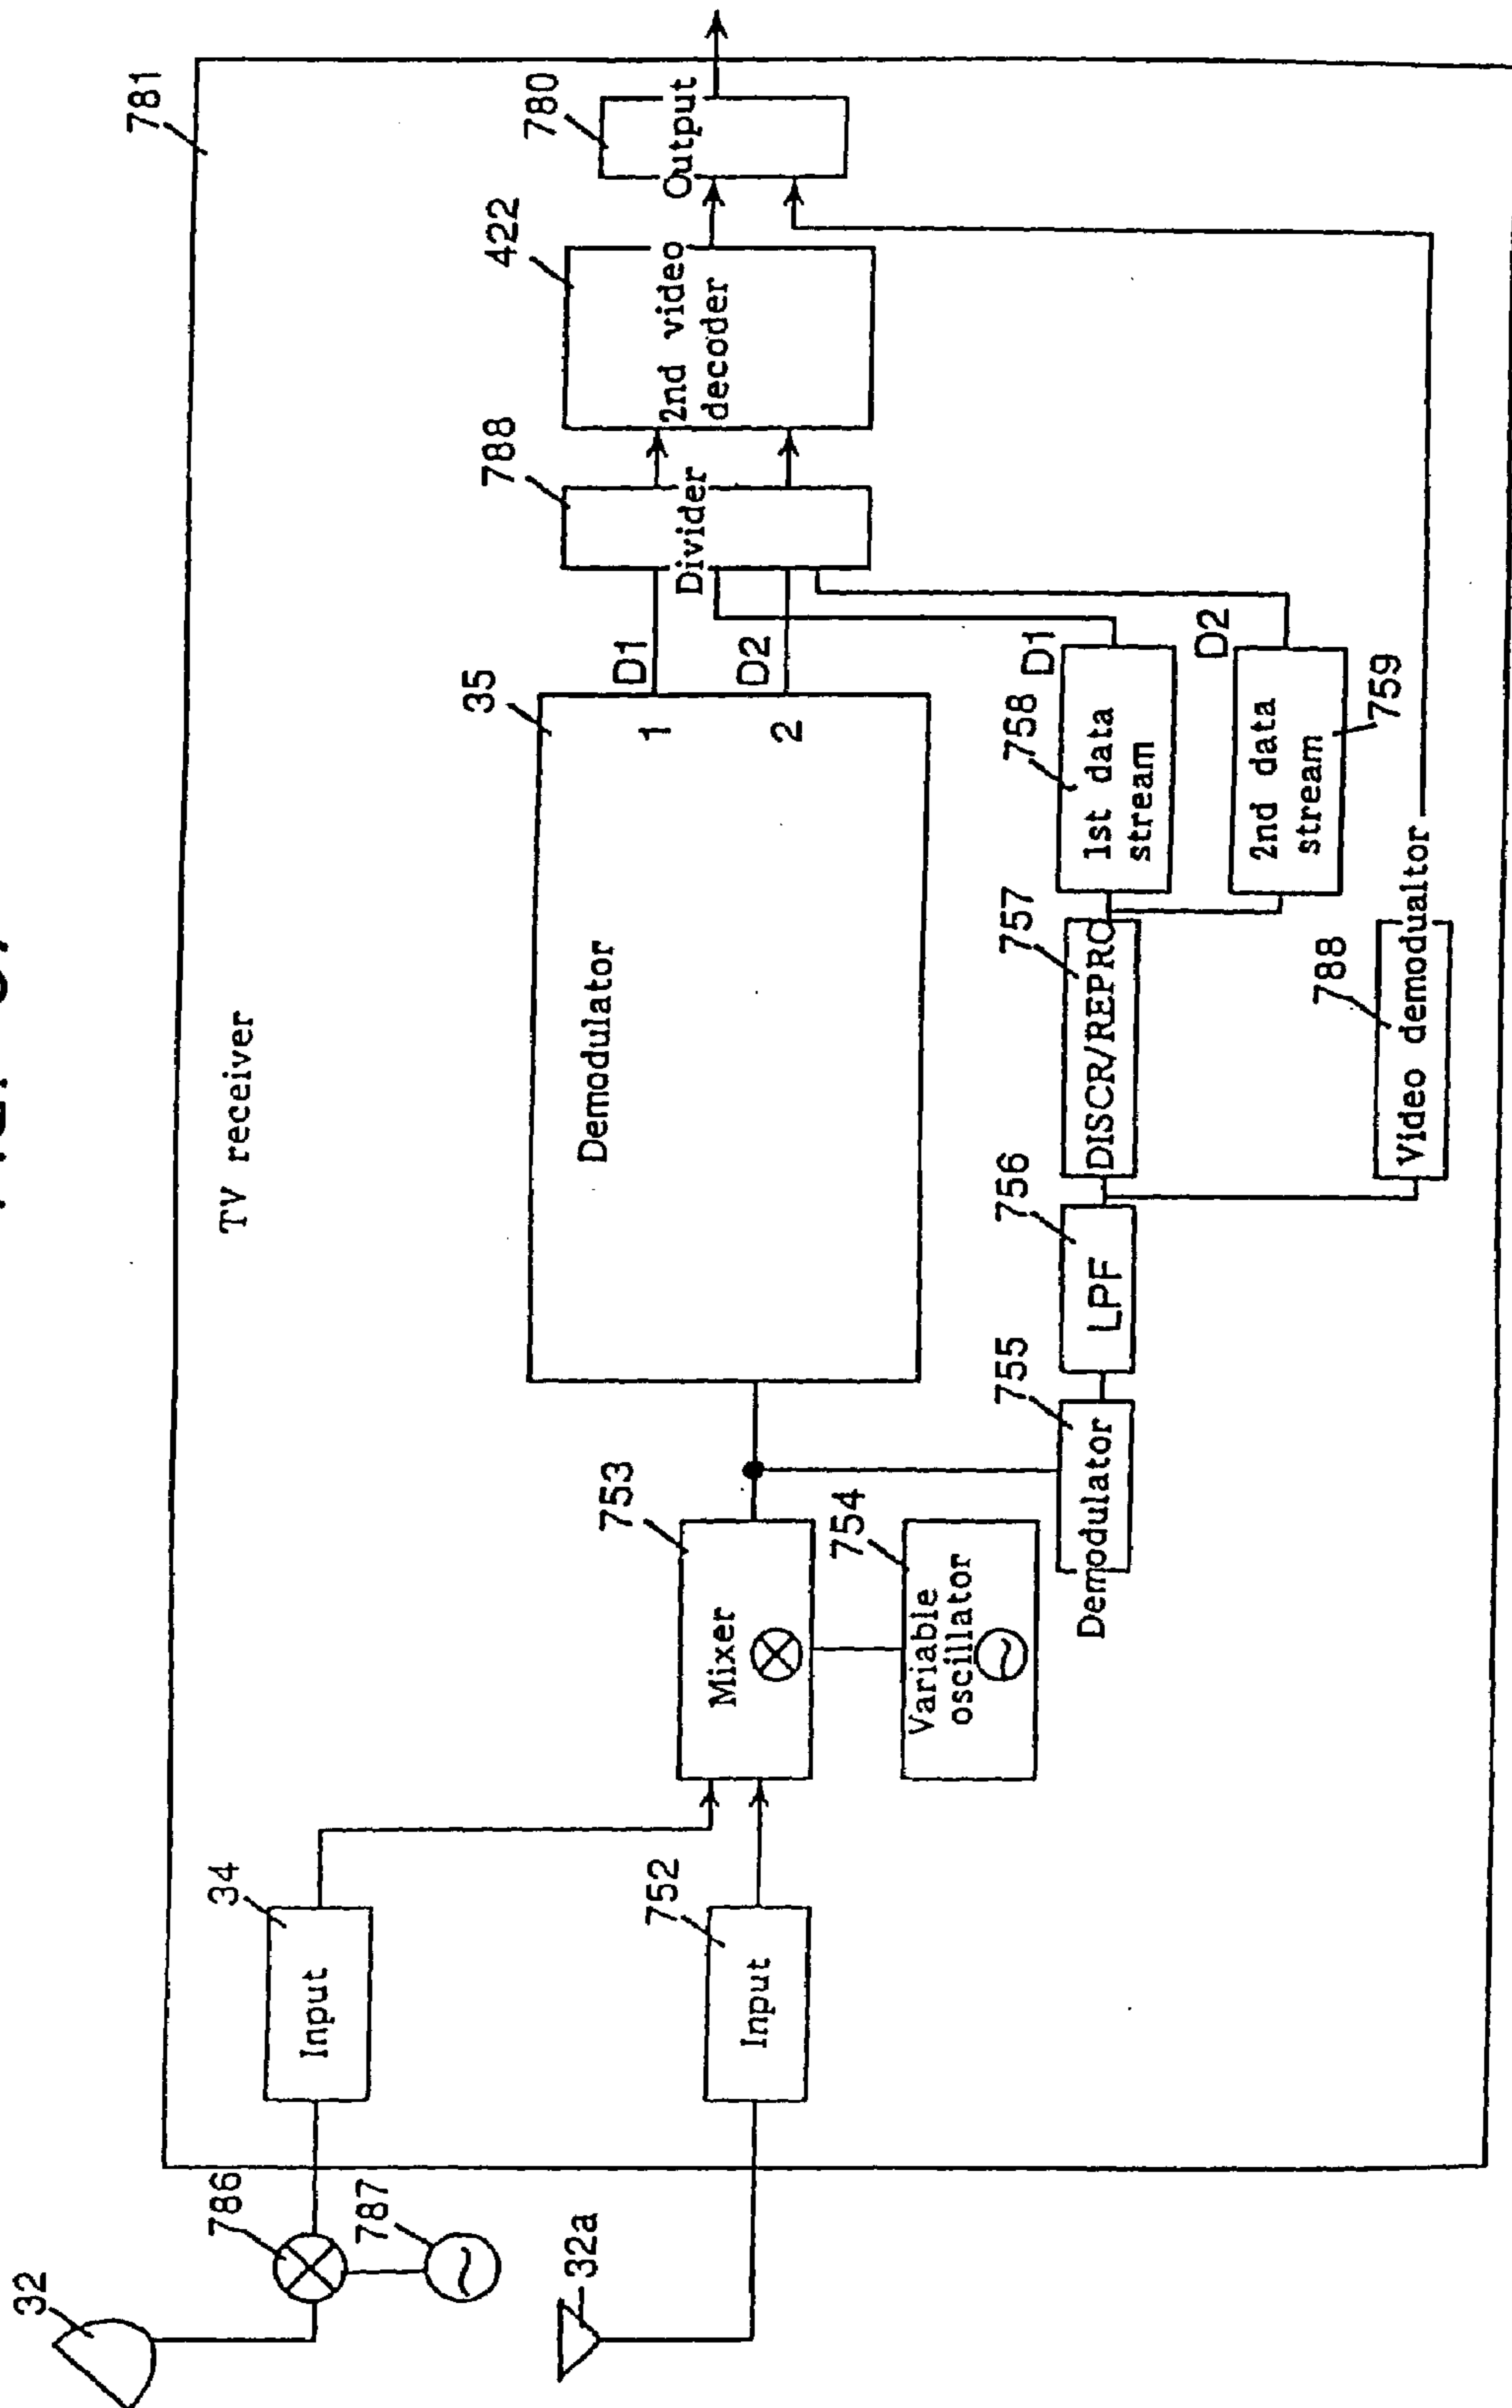 781
TV receiver
32
786
787
32a
34
Input
752
Input
753
Mixer
754
Variable
oscillator
35
Demodulator
1
2
D1
D2
788
Divider
422
2nd video
decoder
780
Output
755
Demodulator
756
LPF
757
DISCR/REPRO
758
1st data
stream
D1
759
2nd data
stream
D2
788
Video demodualtor